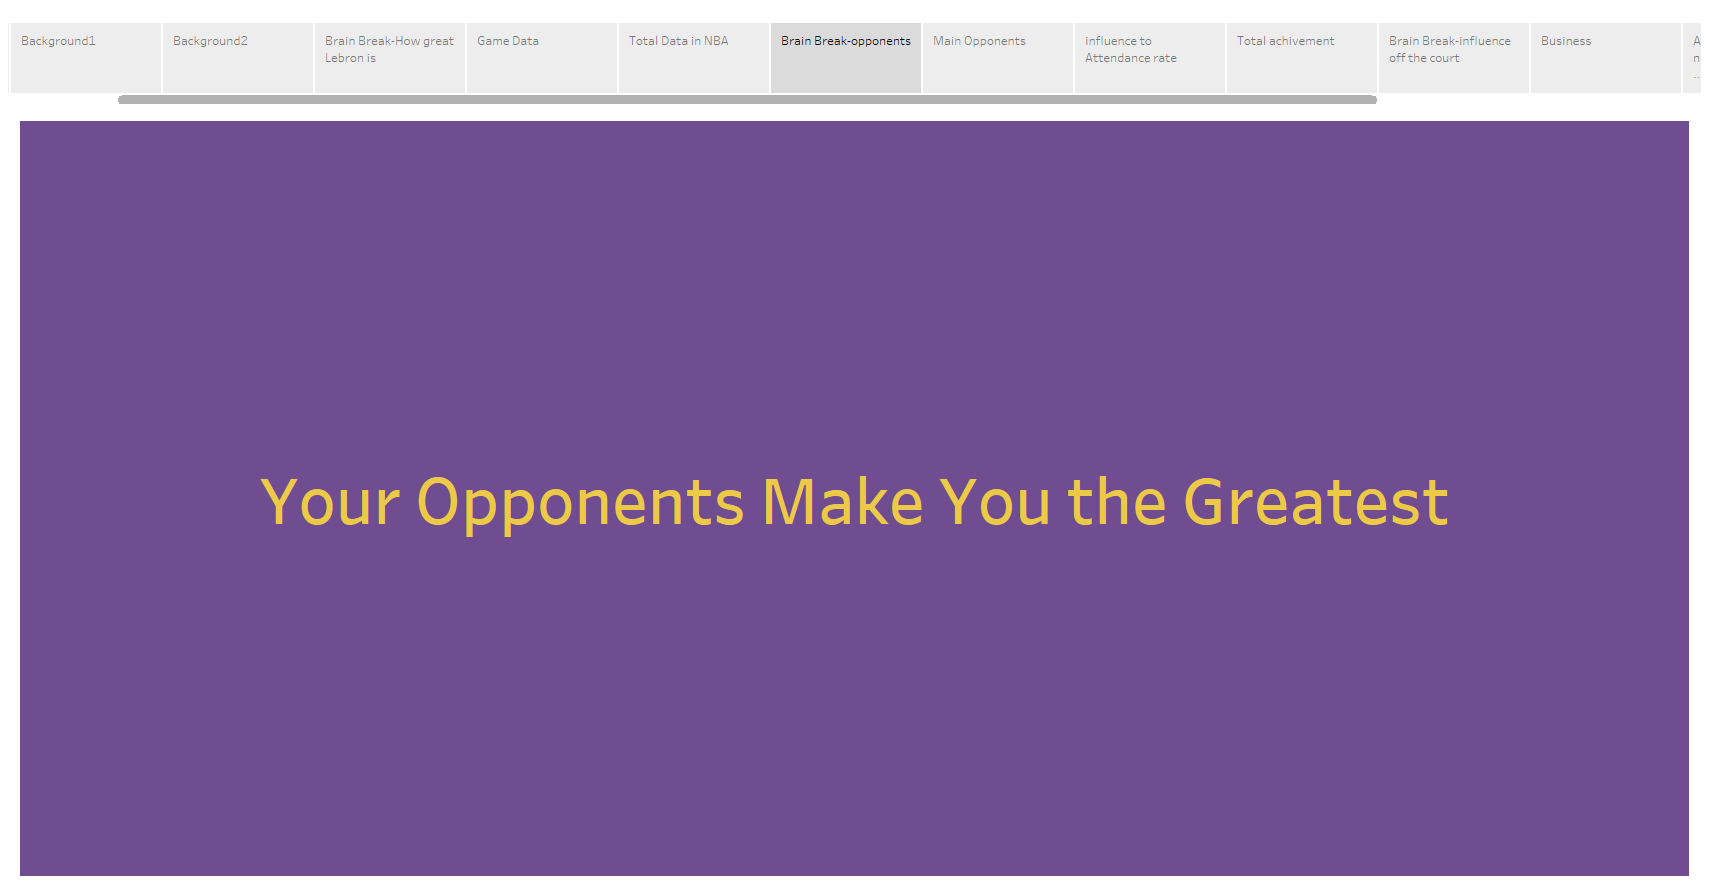 Background1
Background2
Brain Break-How great
Lebron is
Game Data
Total Data in NBA
Brain Break-opponents
Main Opponents
influence to
Attendance rate
Total achivement
Brain Break-influence
off the court
Business
Your Opponents Make You the Greatest